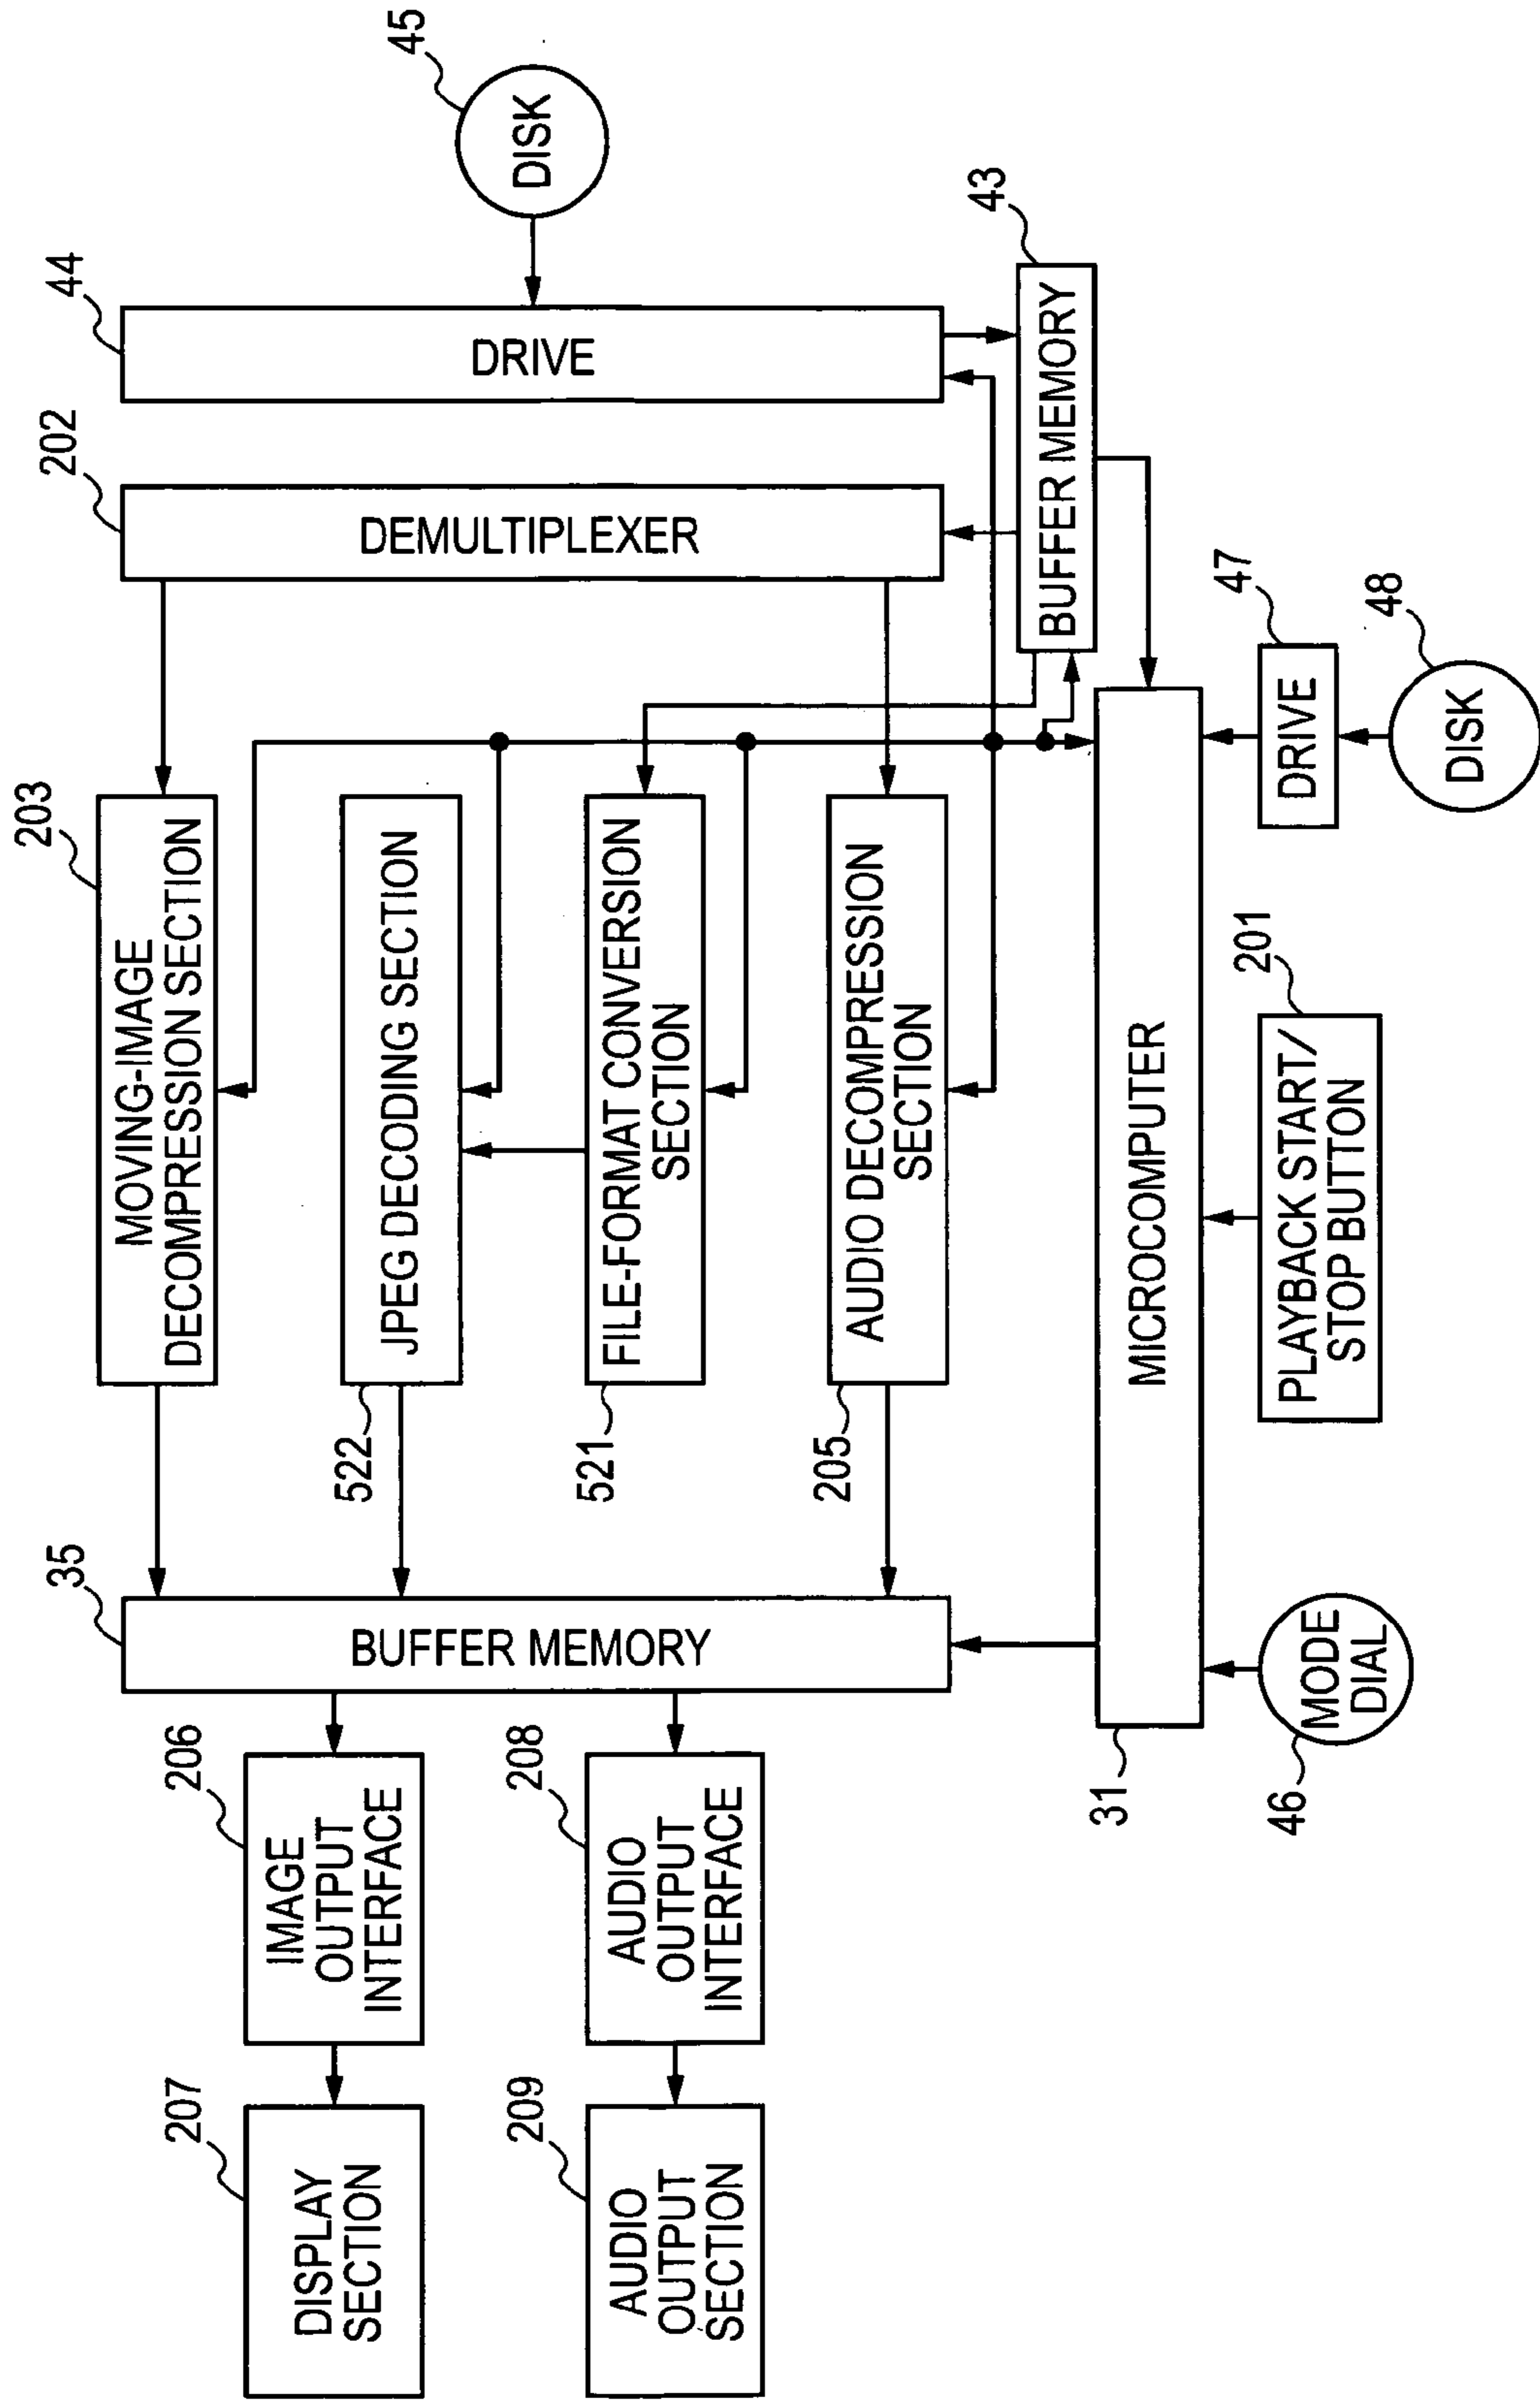 207
DISPLAY
SECTION
206
IMAGE
OUTPUT
INTERFACE
209
AUDIO
OUTPUT
SECTION
208
AUDIO
OUTPUT
INTERFACE
35
BUFFER MEMORY
203
MOVING-IMAGE
DECOMPRESSION SECTION
522
JPEG DECODING SECTION
521
FILE-FORMAT CONVERSION
SECTION
205
AUDIO DECOMPRESSION
SECTION
202
DEMULTIPLEXER
44
DRIVE
45
DISK
43
BUFFER MEMORY
31
MICROCOMPUTER
46
MODE
DIAL
201
PLAYBACK START/
STOP BUTTON
47
DRIVE
48
DISK